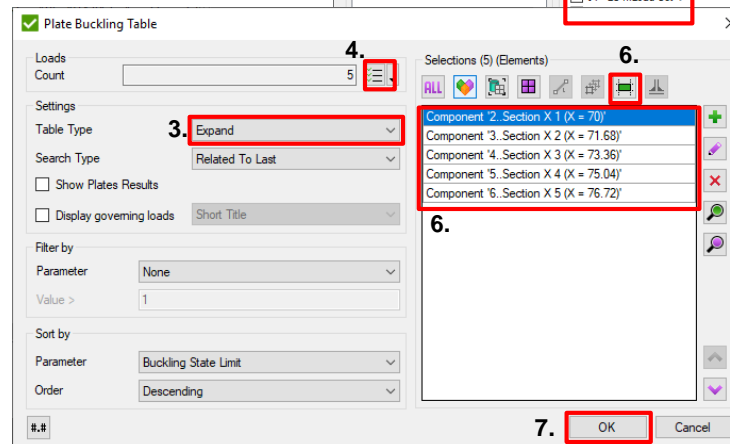 Plate Buckling Table
Loads
Count 5
4.
Settings
Table Type 3. Expand
Search Type Related To Last
Show Plates Results
Display governing loads Short Title
Filter by
Parameter None
Value > 1
Sort by
Parameter Buckling State Limit
Order Descending
#.#
Selections (5) (Elements)
6.
ALL
Component '2..Section X 1 (X = 70)'
Component '3..Section X 2 (X = 71.68)'
Component '4..Section X 3 (X = 73.36)'
Component '5..Section X 4 (X = 75.04)'
Component '6..Section X 5 (X = 76.72)'
6.
7. OK Cancel